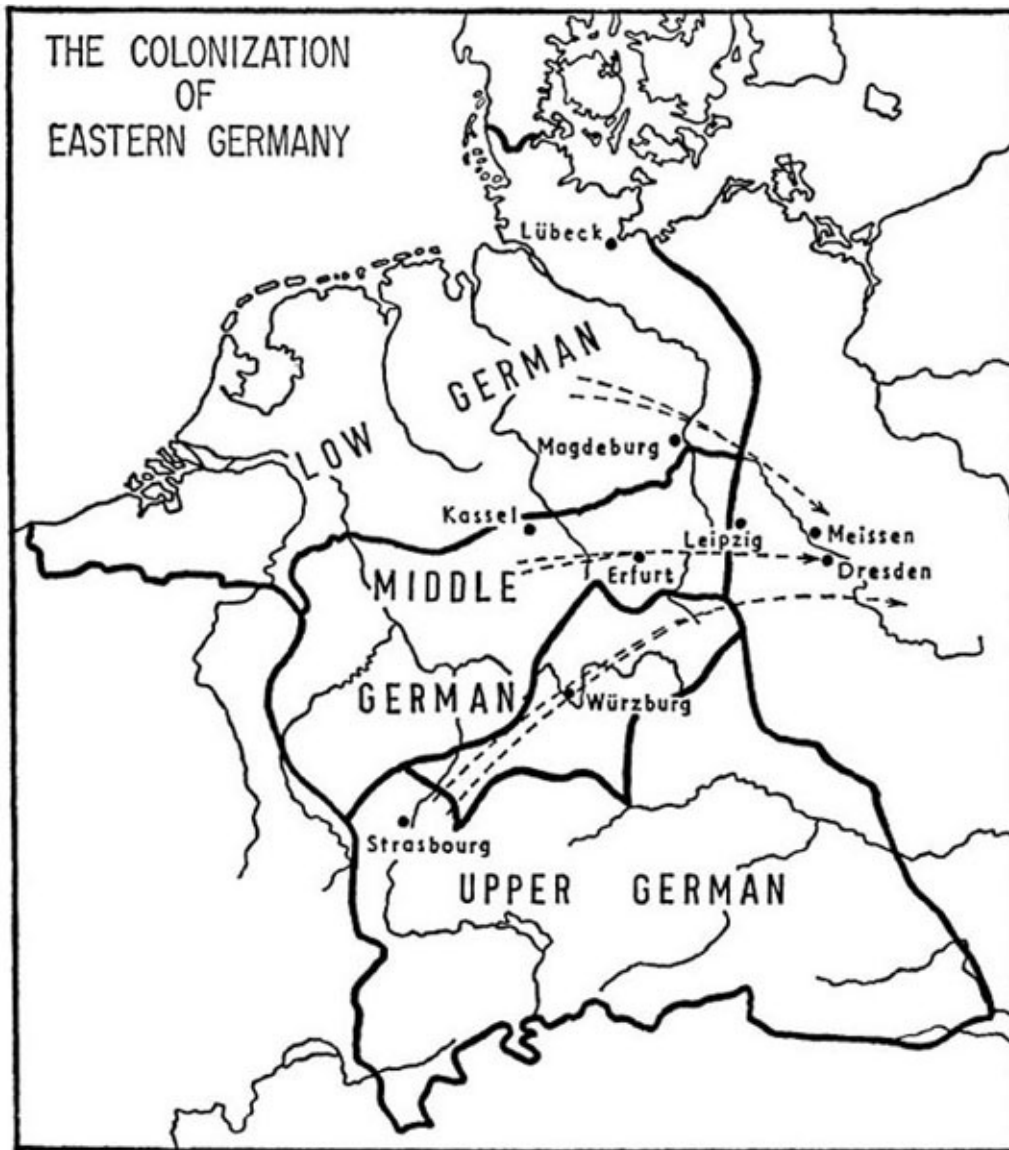 THE COLONIZATION
OF
EASTERN GERMANY
Lübeck
LOW GERMAN
Magdeburg
Kassel
Leipzig
Meissen
Erfurt
Dresden
MIDDLE
GERMAN
Würzburg
Strasbourg
UPPER GERMAN